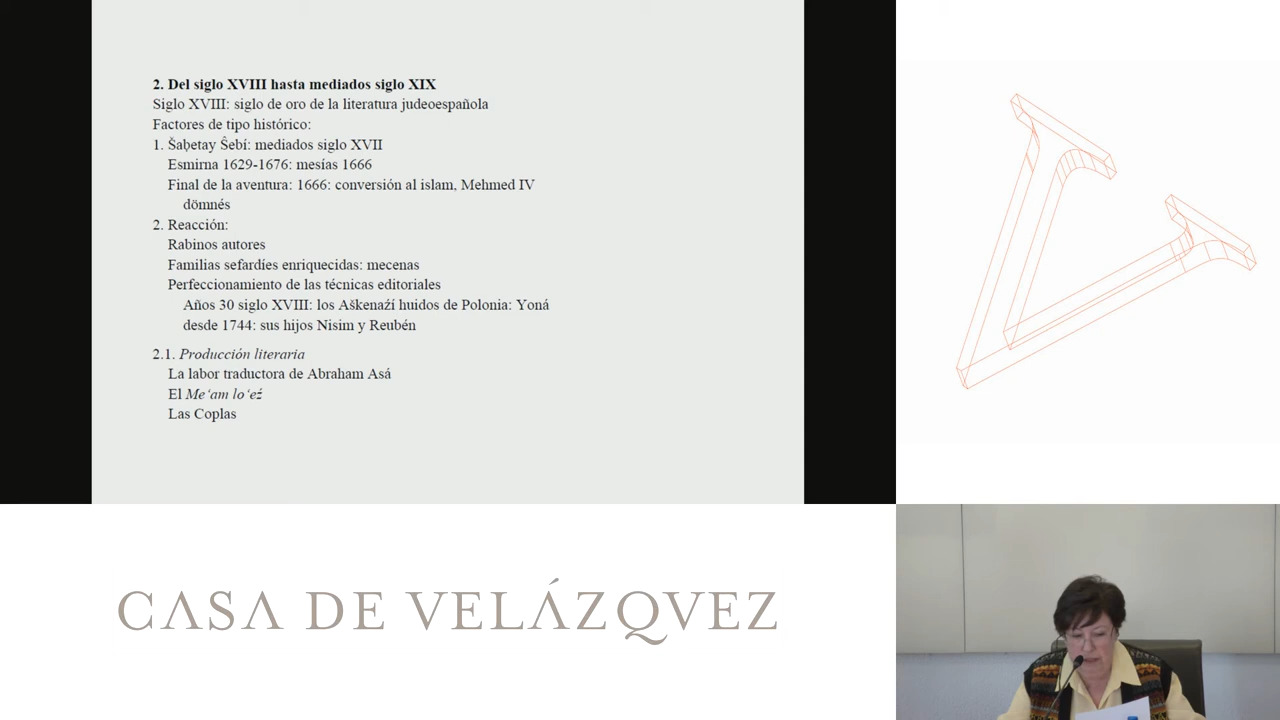 2. Del siglo XVIII hasta mediados siglo XIX
Siglo XVIII: siglo de oro de la literatura judeoespañola
Factores de tipo histórico:
1. Šaḅetay Ŝebí: mediados siglo XVII
Esmirna 1629-1676: mesías 1666
Final de la aventura: 1666: conversión al islam, Mehmed IV
dömnés
2. Reacción:
Rabinos autores
Familias sefardíes enriquecidas: mecenas
Perfeccionamiento de las técnicas editoriales
Años 30 siglo XVIII: los Aškenaźí huidos de Polonia: Yoná
desde 1744: sus hijos Nisim y Reubén
2.1. Producción literaria
La labor traductora de Abraham Asá
El Me‘am lo‘eź
Las Coplas
CASA DE VELÁZQVEZ